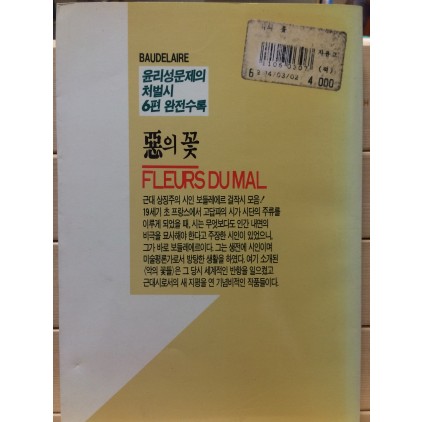 BAUDELAIRE
윤리성문제의
처벌시
6편 완전수록
惡의 꽃
FLEURS DU MAL
근대 상징주의 시인 보들레에르 걸작시 모음!
19세기 초 프랑스에서 고답파의 시가 시단의 주류를
이루게 되었을 때, 시는 무엇보다도 인간 내면의
비극을 묘사해야 한다고 주장한 시인이 있었으니,
그가 바로 보들레에르이다. 그는 생전에 시인이며
미술평론가로서 방탕한 생활을 하였다. 여기 소개된
〈악의 꽃들〉은 그 당시 세계적인 반향을 일으켰고
근대시로서의 새 지평을 연 기념비적인 작품들이다.
4,000